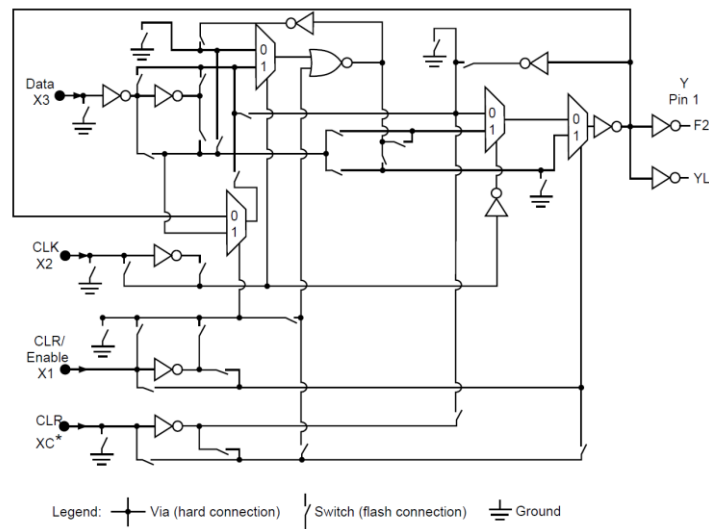 0
1
Data
X3
0
1
0
1
Y
Pin 1
F2
YL
0
1
CLK
X2
CLR/
Enable
X1
CLR
XC*
Legend: Via (hard connection) Switch (flash connection) Ground